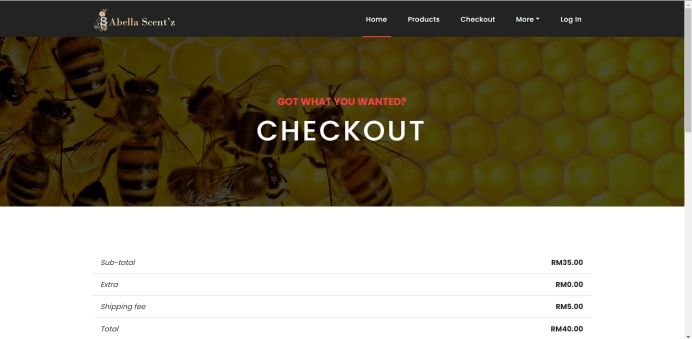 Abella Scent'z
Home Products Checkout More Log In
GOT WHAT YOU WANTED?
CHECKOUT
Sub-total RM35.00
Extra RM0.00
Shipping fee RM5.00
Total RM40.00